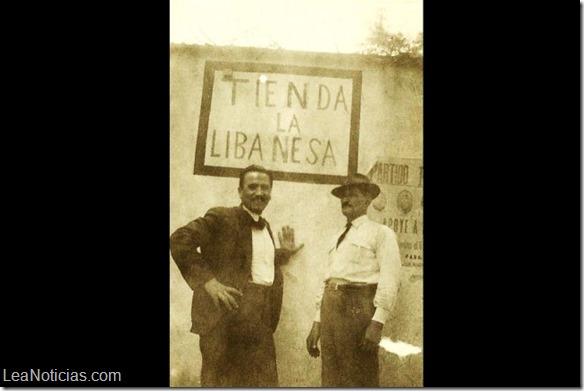 TIENDA
LA
LIBANESA
PARTIDO
APOYE A
LeaNoticias.com